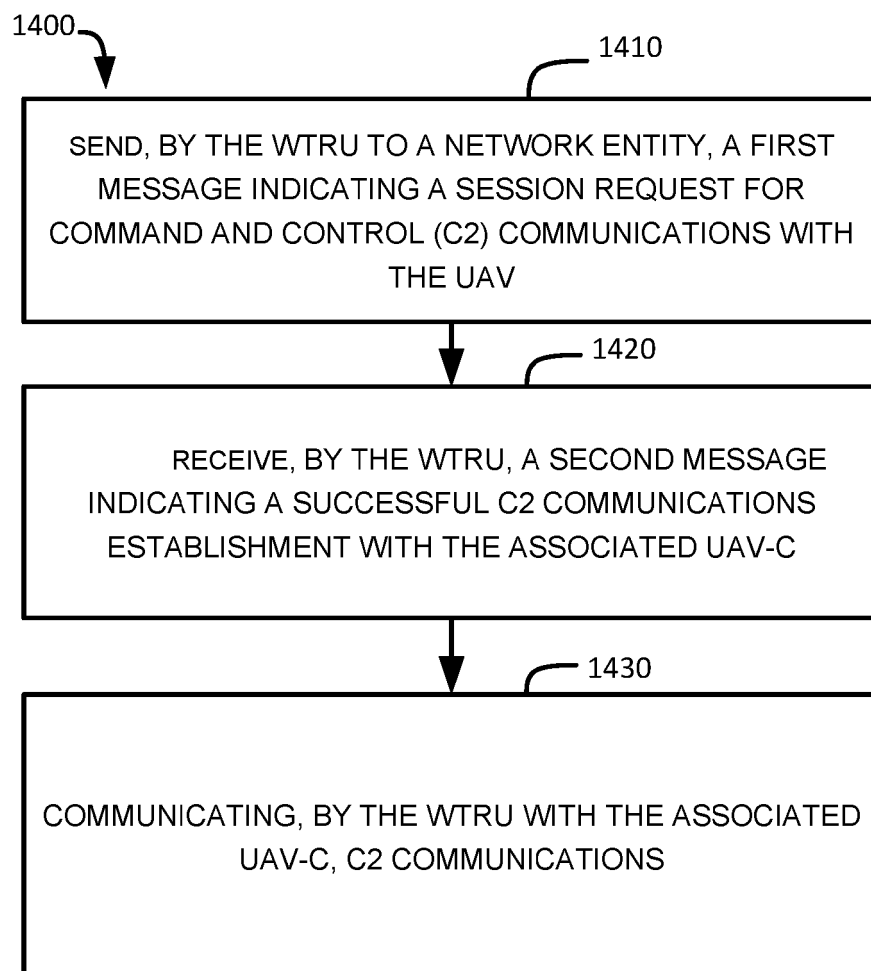 1400
1410
SEND, BY THE WTRU TO A NETWORK ENTITY, A FIRST
MESSAGE INDICATING A SESSION REQUEST FOR
COMMAND AND CONTROL (C2) COMMUNICATIONS WITH
THE UAV
1420
RECEIVE, BY THE WTRU, A SECOND MESSAGE
INDICATING A SUCCESSFUL C2 COMMUNICATIONS
ESTABLISHMENT WITH THE ASSOCIATED UAV-C
1430
COMMUNICATING, BY THE WTRU WITH THE ASSOCIATED
UAV-C, C2 COMMUNICATIONS